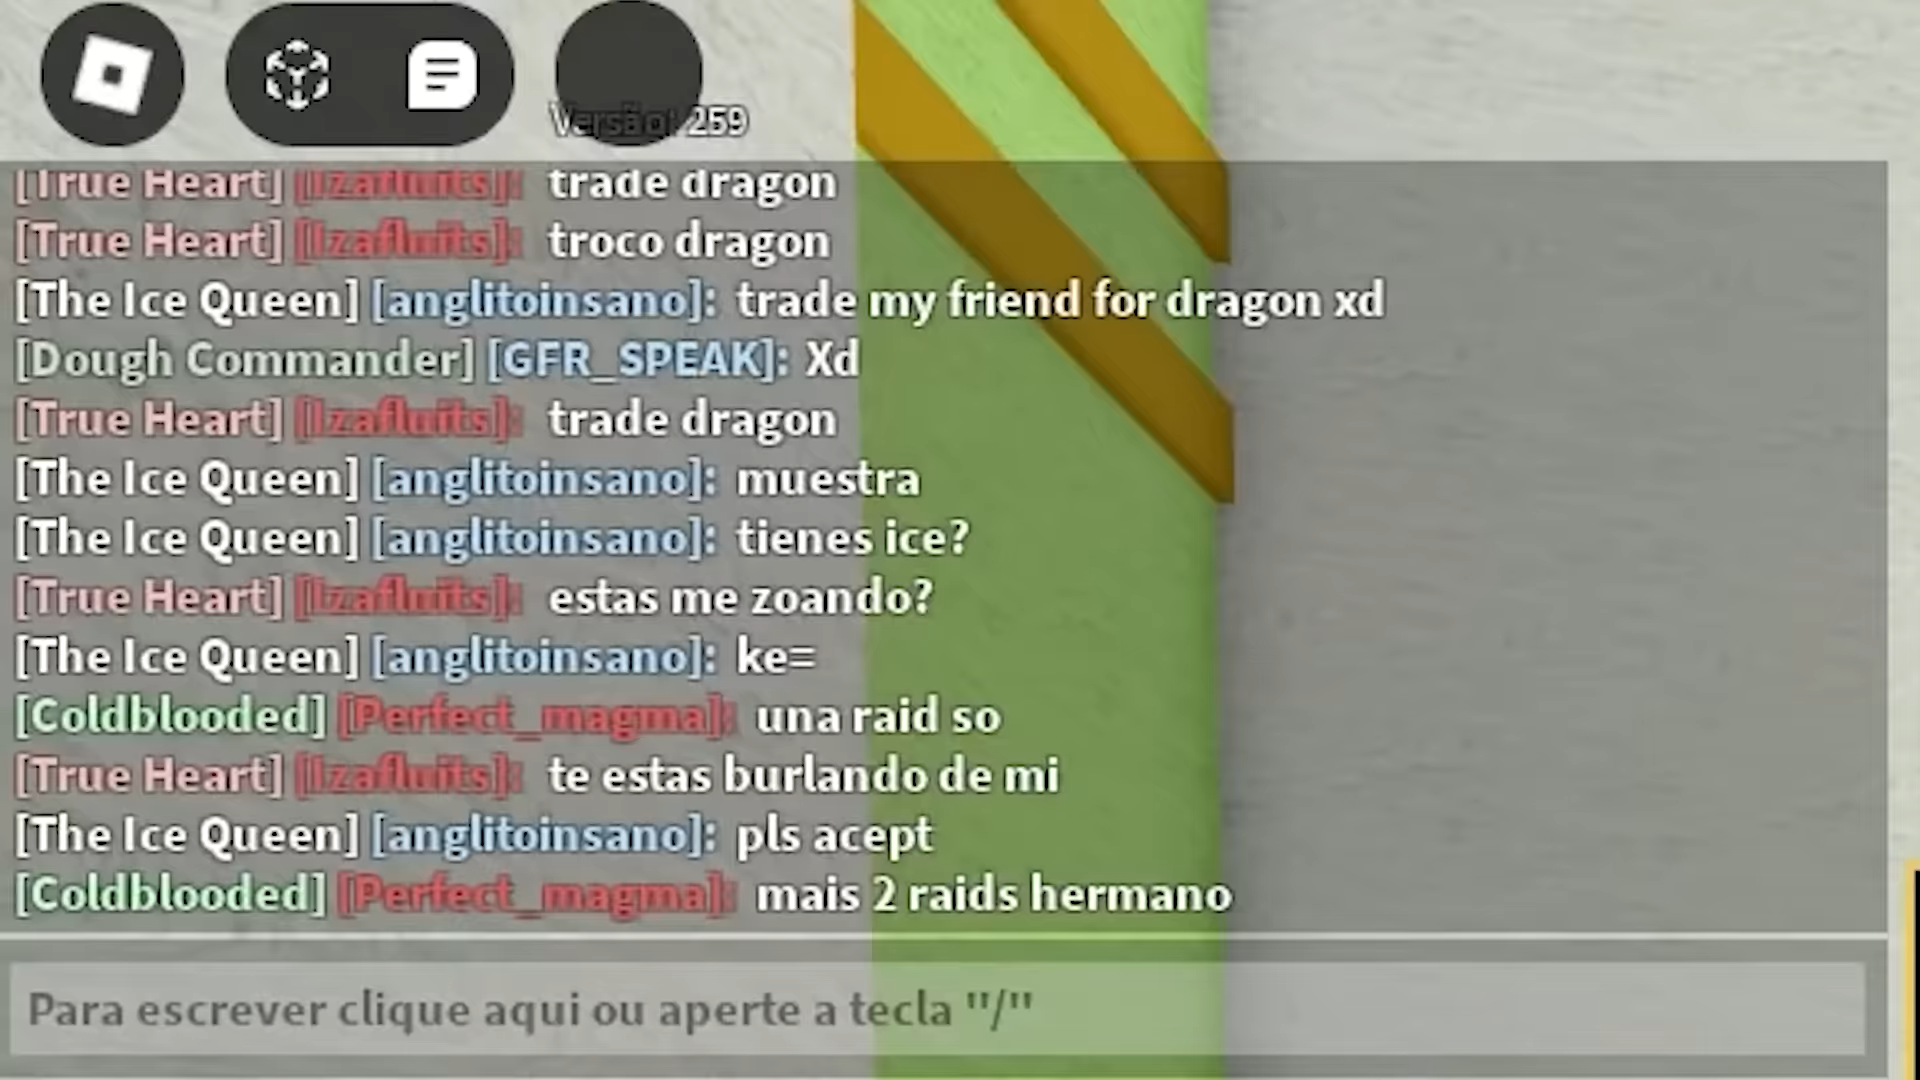 Versão: 259
[True Heart] [Izafluits]: trade dragon
[True Heart] [Izafluits]: troco dragon
[The Ice Queen] [anglitoinsano]: trade my friend for dragon xd
[Dough Commander] [GFR_SPEAK]: Xd
[True Heart] [Izafluits]: trade dragon
[The Ice Queen] [anglitoinsano]: muestra
[The Ice Queen] [anglitoinsano]: tienes ice?
[True Heart] [Izafluits]: estas me zoando?
[The Ice Queen] [anglitoinsano]: ke=
[Coldblooded] [Perfect_magma]: una raid so
[True Heart] [Izafluits]: te estas burlando de mi
[The Ice Queen] [anglitoinsano]: pls acept
[Coldblooded] [Perfect_magma]: mais 2 raids hermano
Para escrever clique aqui ou aperte a tecla "/"